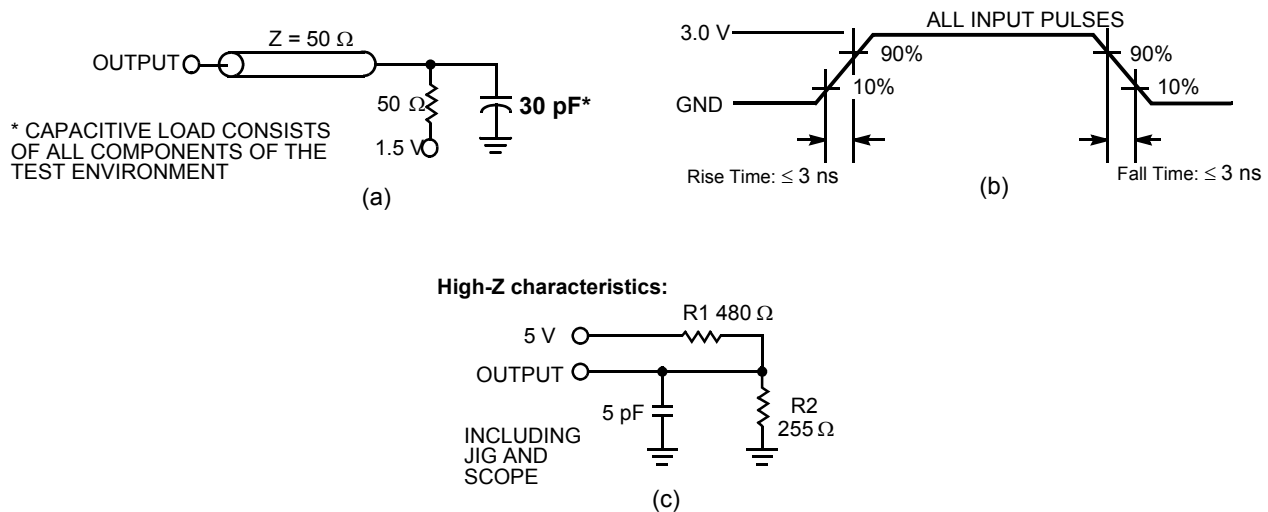 Z = 50 Ω
OUTPUT
50 Ω
30 pF*
1.5 V
* CAPACITIVE LOAD CONSISTS
OF ALL COMPONENTS OF THE
TEST ENVIRONMENT
(a)
ALL INPUT PULSES
3.0 V
90%
90%
10%
10%
GND
Rise Time: ≤ 3 ns
Fall Time: ≤ 3 ns
(b)
High-Z characteristics:
R1 480 Ω
5 V
OUTPUT
5 pF
R2
255 Ω
INCLUDING
JIG AND
SCOPE
(c)